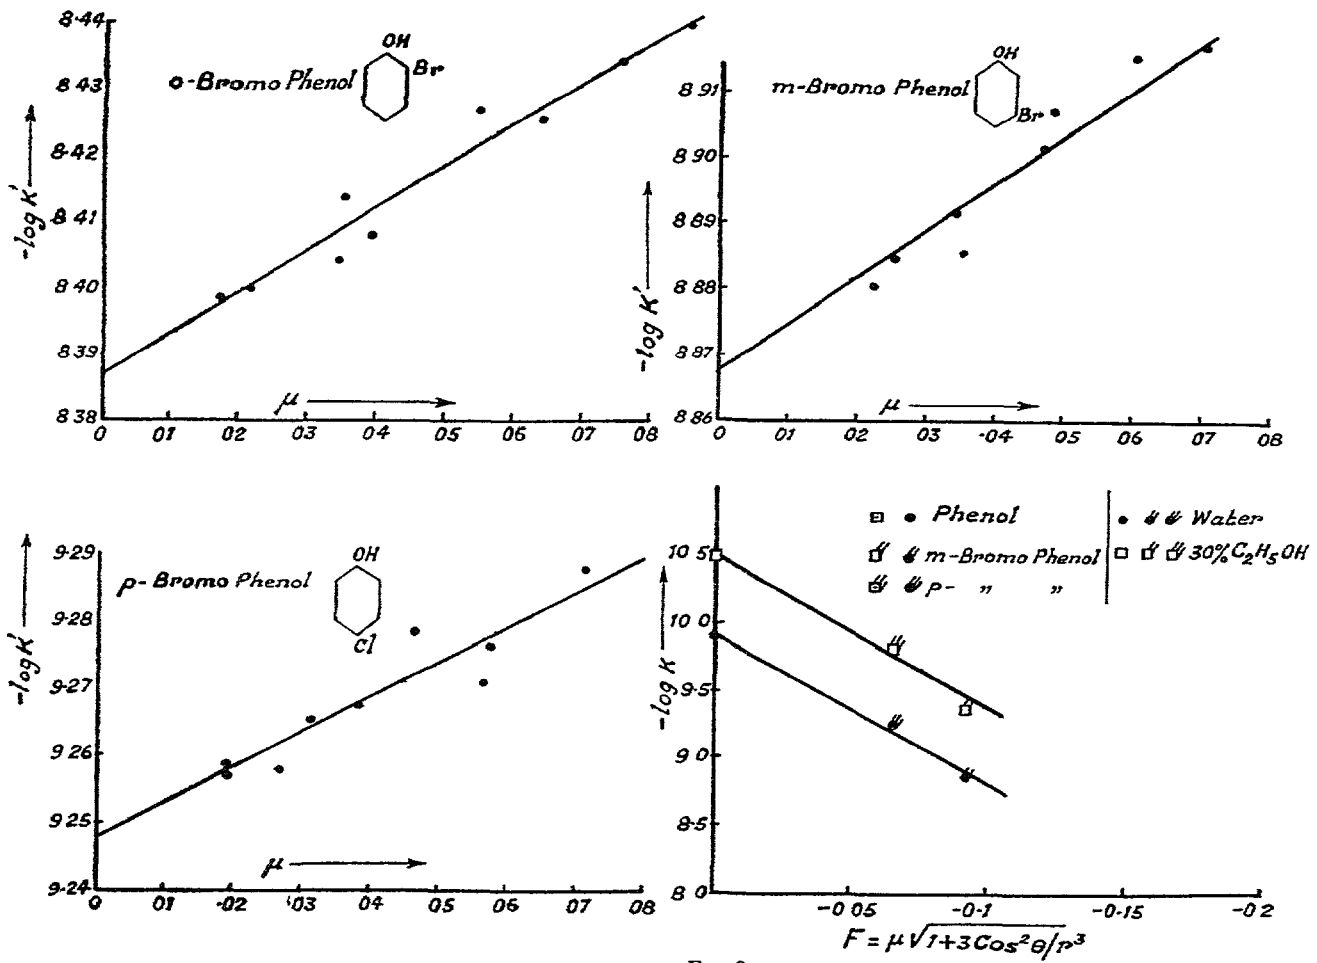 8.44
8.43
8.42
8.41
8.40
8.39
8.38
-log K'
o-Bromo Phenol
OH
Br
μ
0 01 02 03 04 05 06 07 08
8 91
8 90
8 89
8 88
8 87
8 86
-log K'
m-Bromo Phenol
OH
Br
μ
0 01 02 03 -04 05 06 07 08
9.29
9.28
9.27
9.26
9.25
9.24
-log K'
p-Bromo Phenol
OH
Cl
μ
0 01 .02 .03 04 05 06 07 08
10 5
10 0
9.5
9 0
8.5
8 0
-log K
Phenol
m-Bromo Phenol
p- " "
Water
30% C₂H₅OH
-0 05 -0.1 -0.15 -0 2
F = μ√1+3Cos²θ/r³